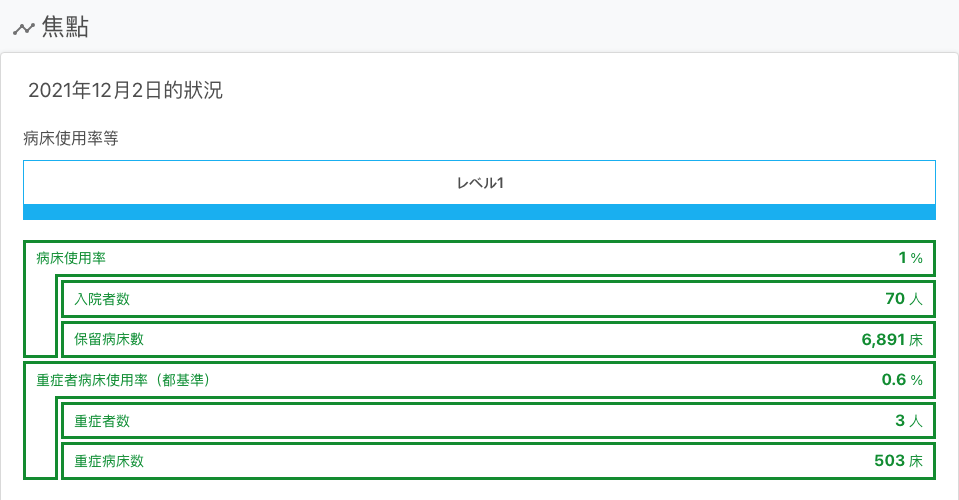 焦點
2021年12月2日的狀況
病床使用率等
レベル1
病床使用率 1 %
入院者数 70 人
保留病床數 6,891 床
重症者病床使用率（都基準） 0.6 %
重症者数 3 人
重症病床数 503 床